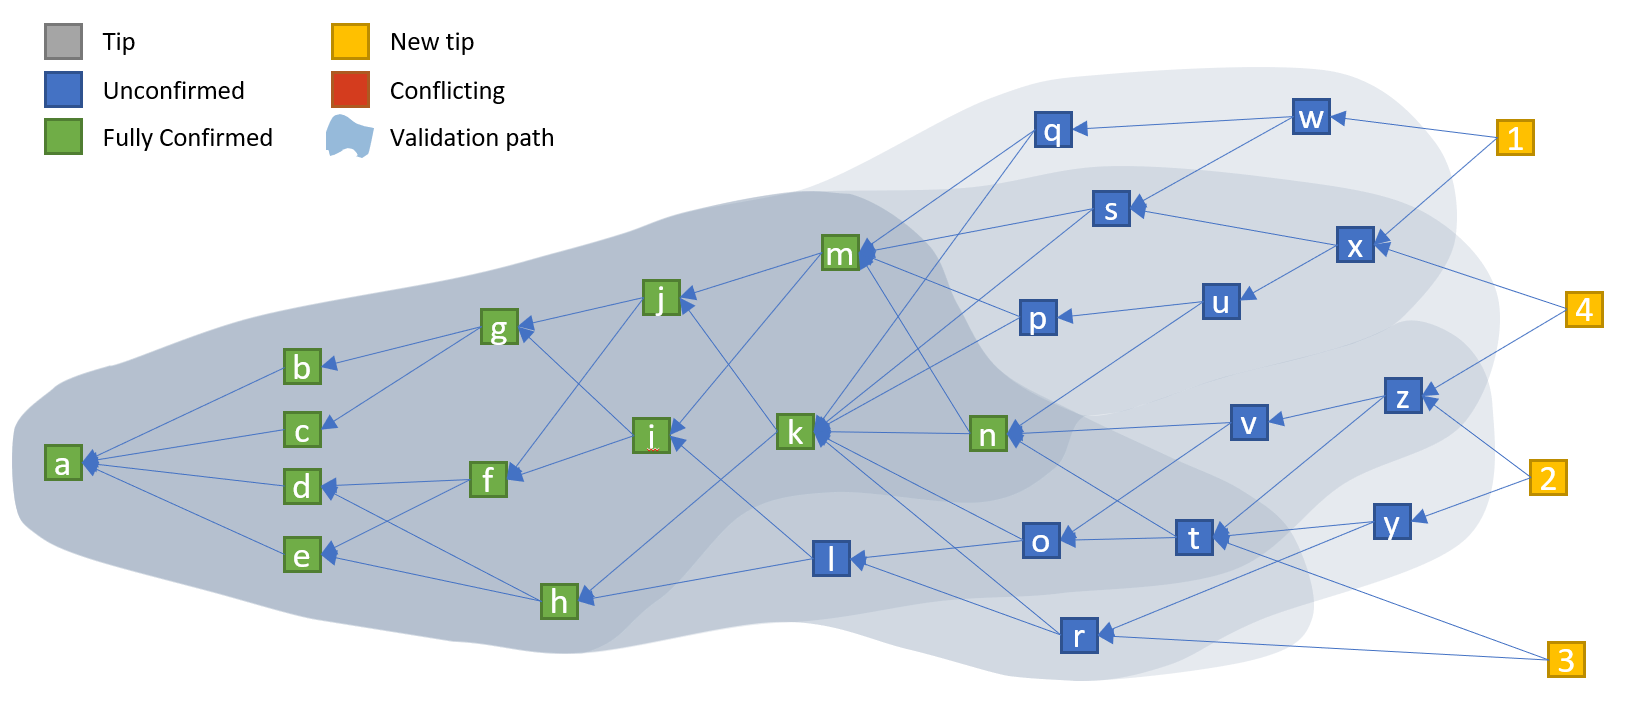 Tip
New tip
Unconfirmed
Conflicting
Fully Confirmed
Validation path
q
w
1
s
m
x
j
u
4
g
p
b
z
c
i
k
n
v
a
d
f
2
e
l
o
t
y
h
r
3